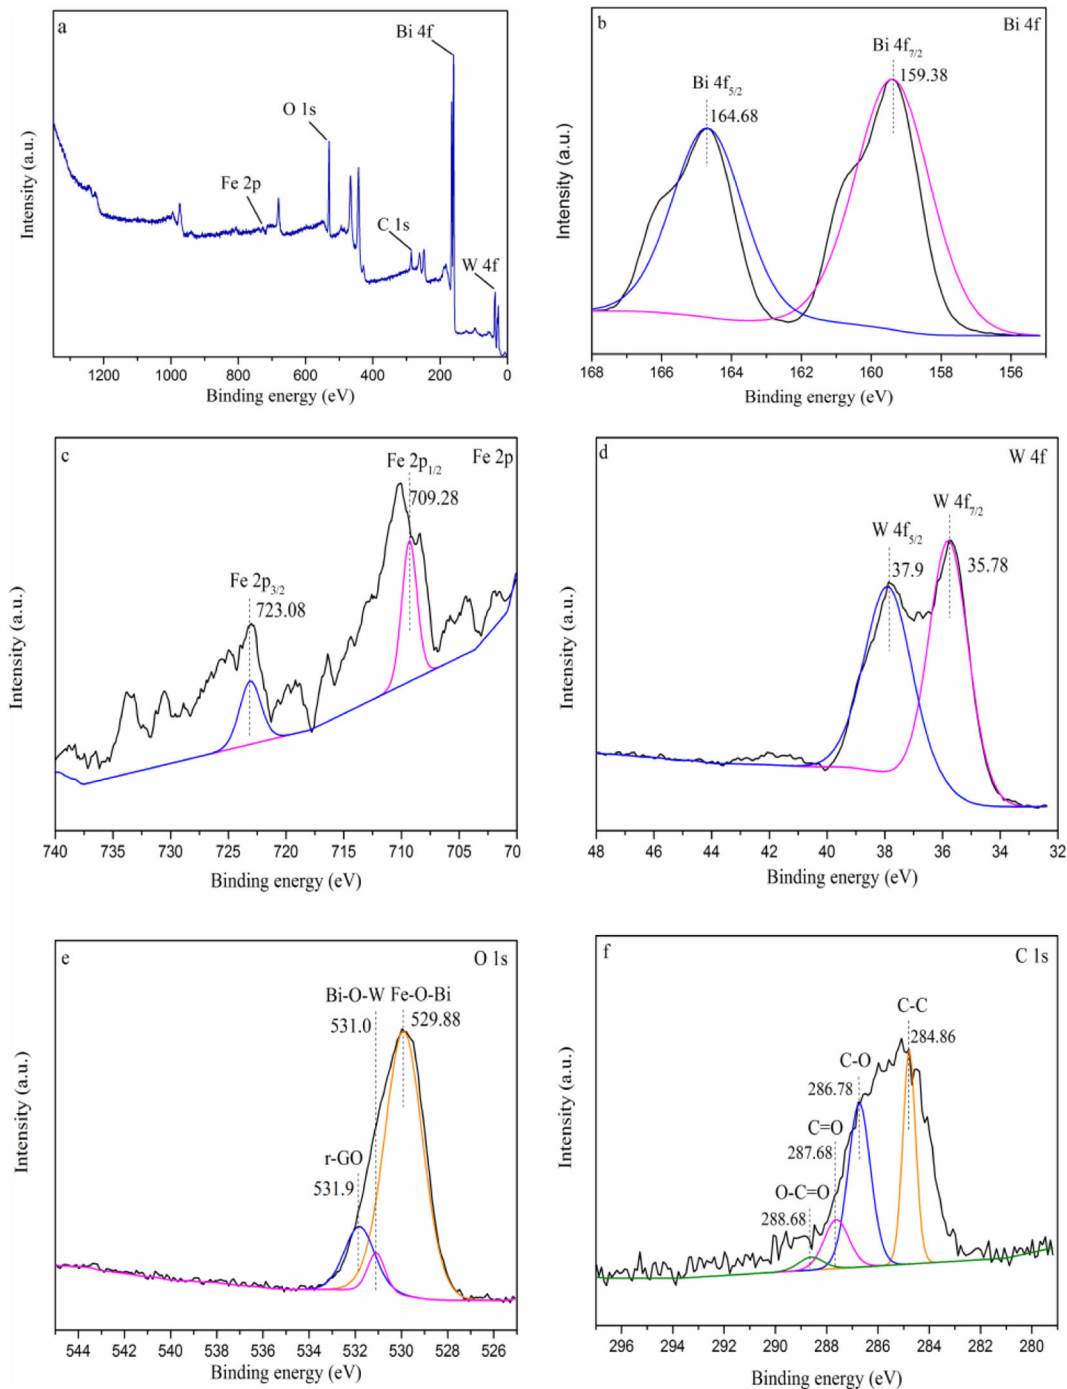 a
Bi 4f
O 1s
Fe 2p
C 1s
W 4f
Intensity (a.u.)
1200 1000 800 600 400 200 0
Binding energy (eV)
b
Bi 4f
Bi 4f7/2
159.38
Bi 4f5/2
164.68
Intensity (a.u.)
168 166 164 162 160 158 156
Binding energy (eV)
c
Fe 2p
Fe 2p1/2
709.28
Fe 2p3/2
723.08
Intensity (a.u.)
740 735 730 725 720 715 710 705 70
Binding energy (eV)
d
W 4f
W 4f7/2
W 4f5/2
37.9
35.78
Intensity (a.u.)
48 46 44 42 40 38 36 34 32
Binding energy (eV)
e
O 1s
Bi-O-W Fe-O-Bi
531.0 529.88
r-GO
531.9
Intensity (a.u.)
544 542 540 538 536 534 532 530 528 526
Binding energy (eV)
f
C 1s
C-C
284.86
C-O
286.78
C=O
287.68
O-C=O
288.68
Intensity (a.u.)
296 294 292 290 288 286 284 282 280
Binding energy (eV)